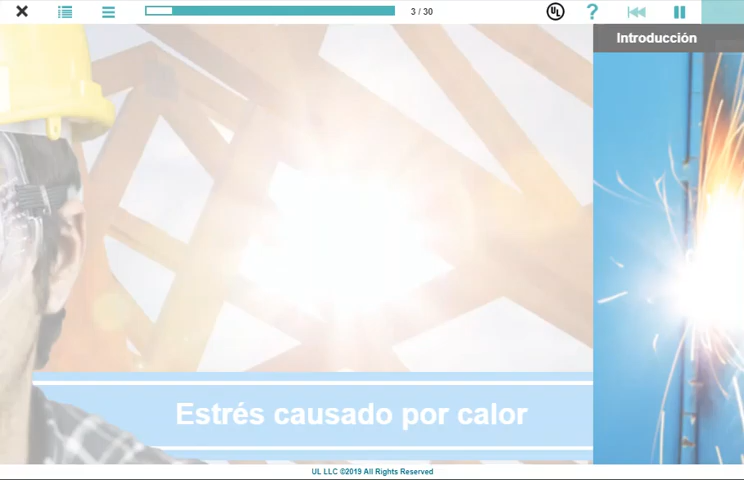 3 / 30
UL
?
Introducción
Estrés causado por calor
UL LLC ©2019 All Rights Reserved